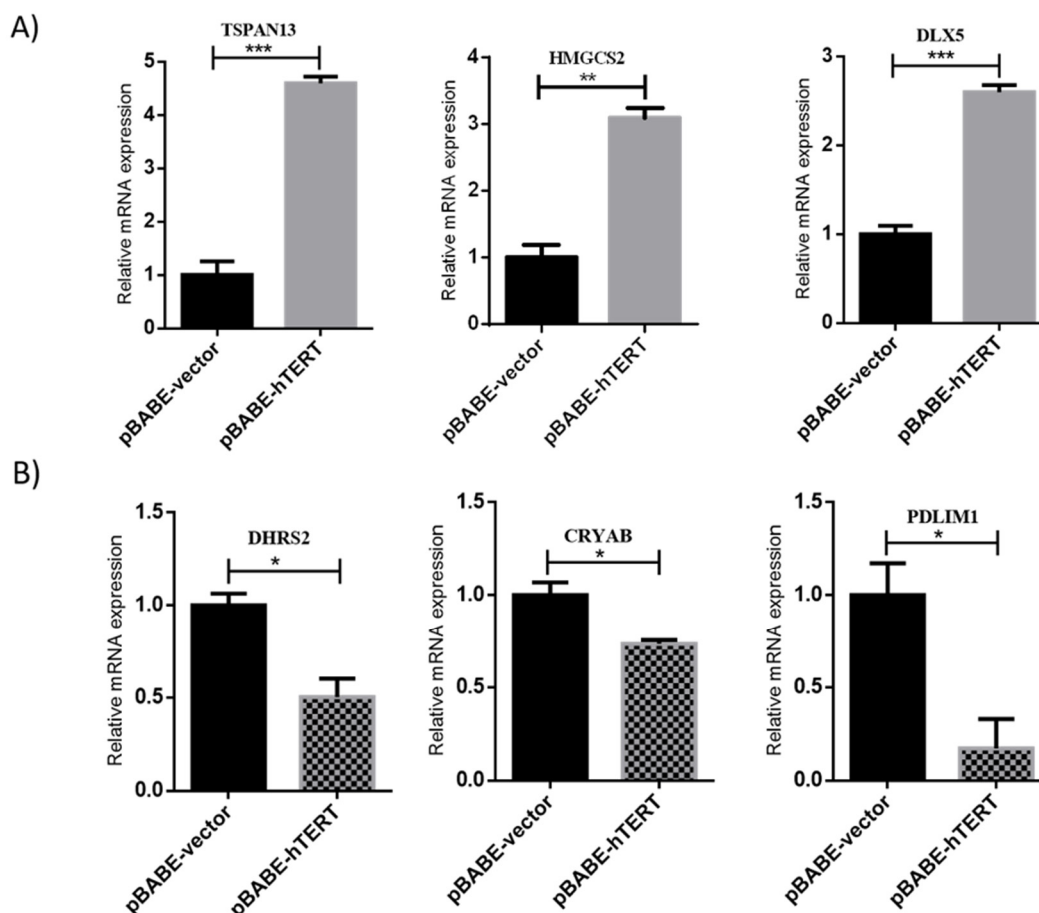 A)
TSPAN13
***
Relative mRNA expression
5
4
3
2
1
0
pBABE-vector
pBABE-hTERT
HMGCS2
**
Relative mRNA expression
4
3
2
1
0
pBABE-vector
pBABE-hTERT
DLX5
***
Relative mRNA expression
3
2
1
0
pBABE-vector
pBABE-hTERT
B)
DHRS2
*
Relative mRNA expression
1.5
1.0
0.5
0.0
pBABE-vector
pBABE-hTERT
CRYAB
*
Relative mRNA expression
1.5
1.0
0.5
0.0
pBABE-vector
pBABE-hTERT
PDLIM1
*
Relative mRNA expression
1.5
1.0
0.5
0.0
pBABE-vector
pBABE-hTERT